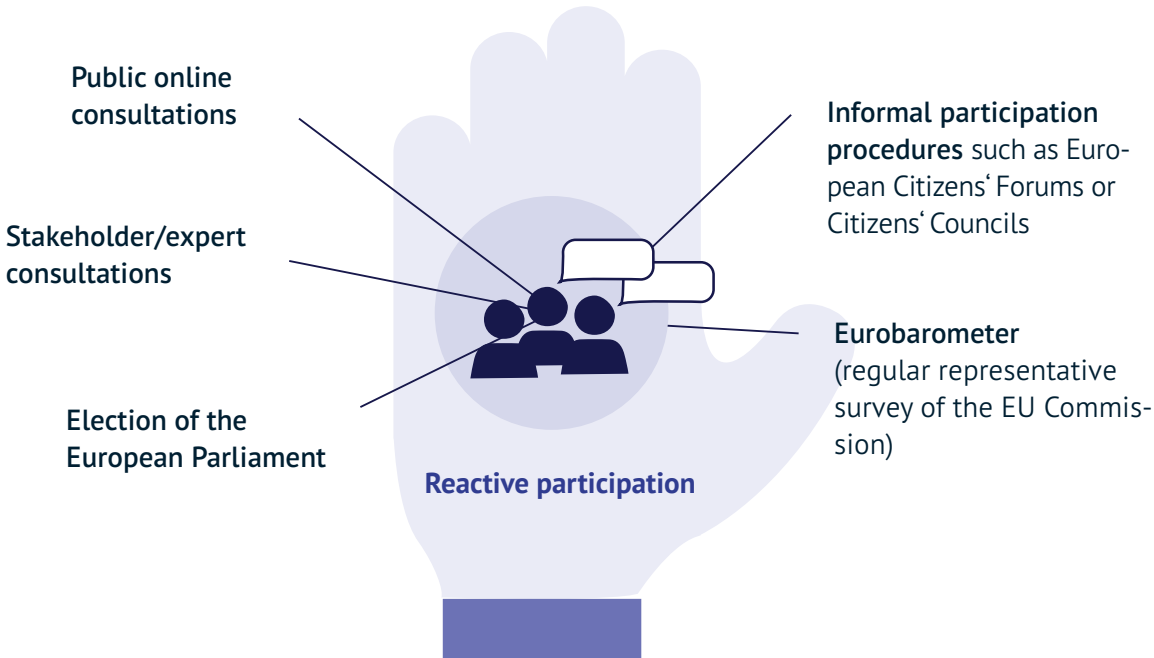 Public online
consultations
Stakeholder/expert
consultations
Election of the
European Parliament
Informal participation
procedures such as Euro-
pean Citizens‘ Forums or
Citizens‘ Councils
Eurobarometer
(regular representative
survey of the EU Commis-
sion)
Reactive participation